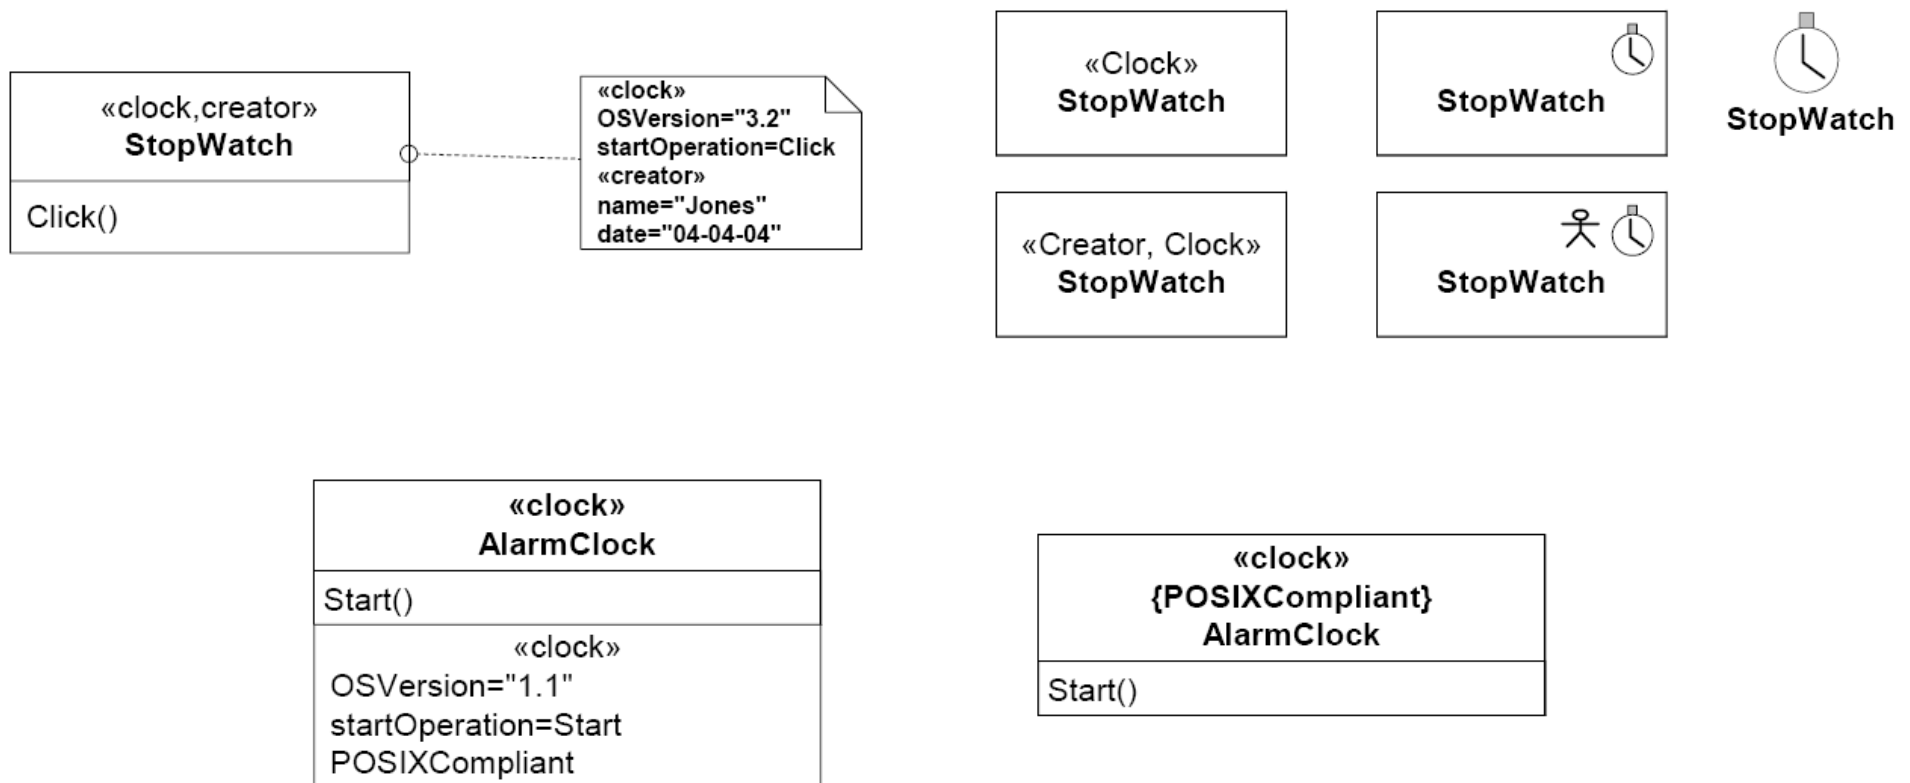 «clock,creator»
StopWatch
Click()
«clock»
OSVersion="3.2"
startOperation=Click
«creator»
name="Jones"
date="04-04-04"
«Clock»
StopWatch
StopWatch
StopWatch
«Creator, Clock»
StopWatch
StopWatch
«clock»
AlarmClock
Start()
«clock»
OSVersion="1.1"
startOperation=Start
POSIXCompliant
«clock»
{POSIXCompliant}
AlarmClock
Start()